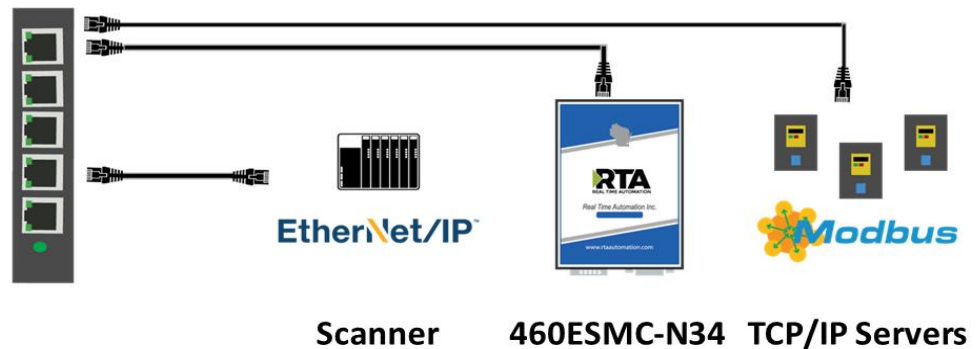 RTA
REAL TIME AUTOMATION
Real Time Automation Inc.
EtherNet/IP™
Modbus
www.rtaautomation.com
Scanner 460ESMC-N34 TCP/IP Servers